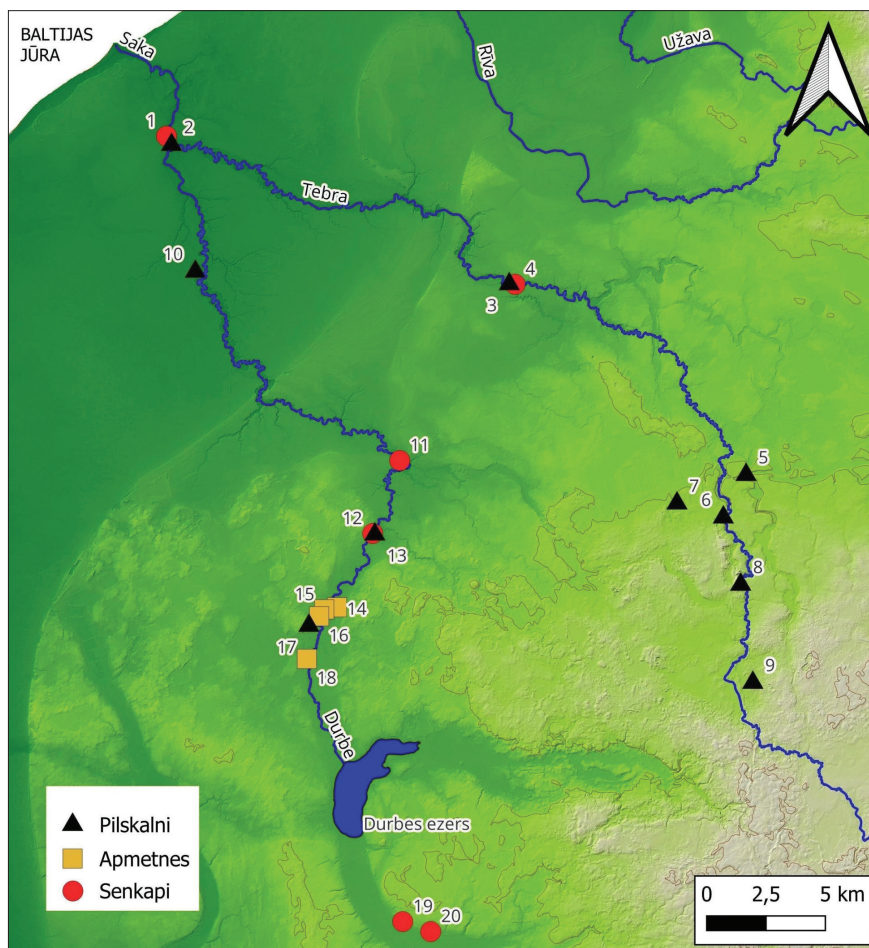 BALTIJAS
JŪRA
Saka
Rīva
Užava
1
2
Tebra
10
4
3
11
5
7
6
12
13
8
15
14
16
17
18
9
Durbe
Durbes ezers
Pilskalni
Apmetnes
Senkapi
19
20
0 2,5 5 km